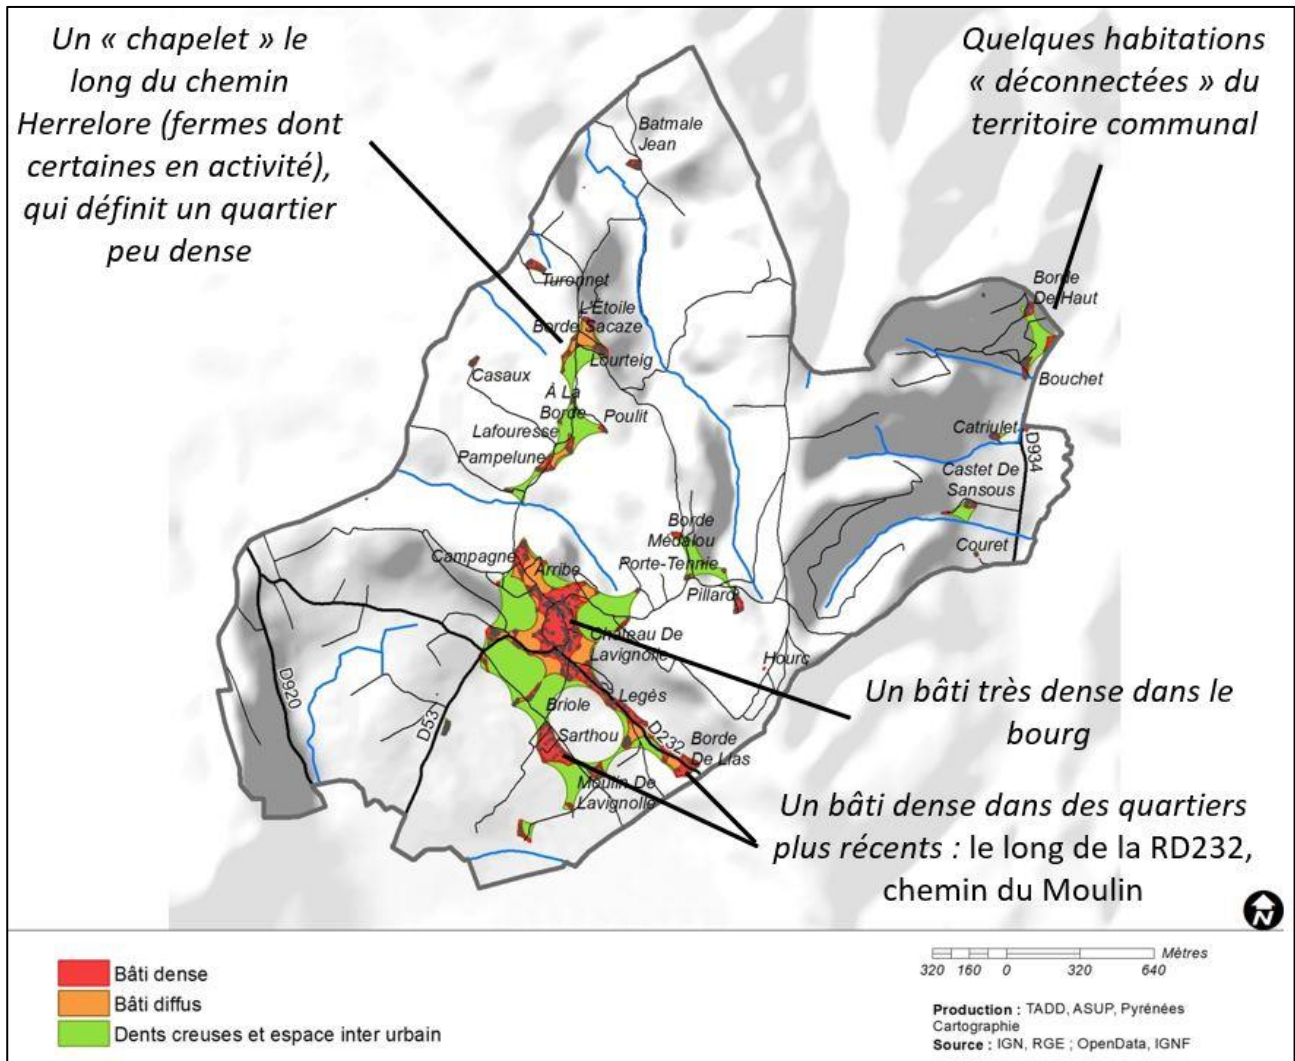 Un « chapelet » le
long du chemin
Herrelore (fermes dont
certaines en activité),
qui définit un quartier
peu dense
Quelques habitations
« déconnectées » du
territoire communal
Batmale
Jean
Turonnet
L'Etoile
Borde Sacaze
Lourteig
Casaux
À La
Borde
Poulit
Lafouresse
Pampelune
Borde
De Haut
Bouchet
Catriulet
D934
Castet De
Sansous
Couret
Borde
Médalou
Porte-Tennie
Pillard
Campagne
Arribe
Château De
Lavignolle
Hourc
Legès
D920
D53
Briole
Sarthou
D232
Borde
De Lias
Moulin De
Lavignolle
Un bâti très dense dans le
bourg
Un bâti dense dans des quartiers
plus récents : le long de la RD232,
chemin du Moulin
N
Bâti dense
Bâti diffus
Dents creuses et espace inter urbain
Mètres
320 160 0 320 640
Production : TADD, ASUP, Pyrénées
Cartographie
Source : IGN, RGE ; OpenData, IGNF